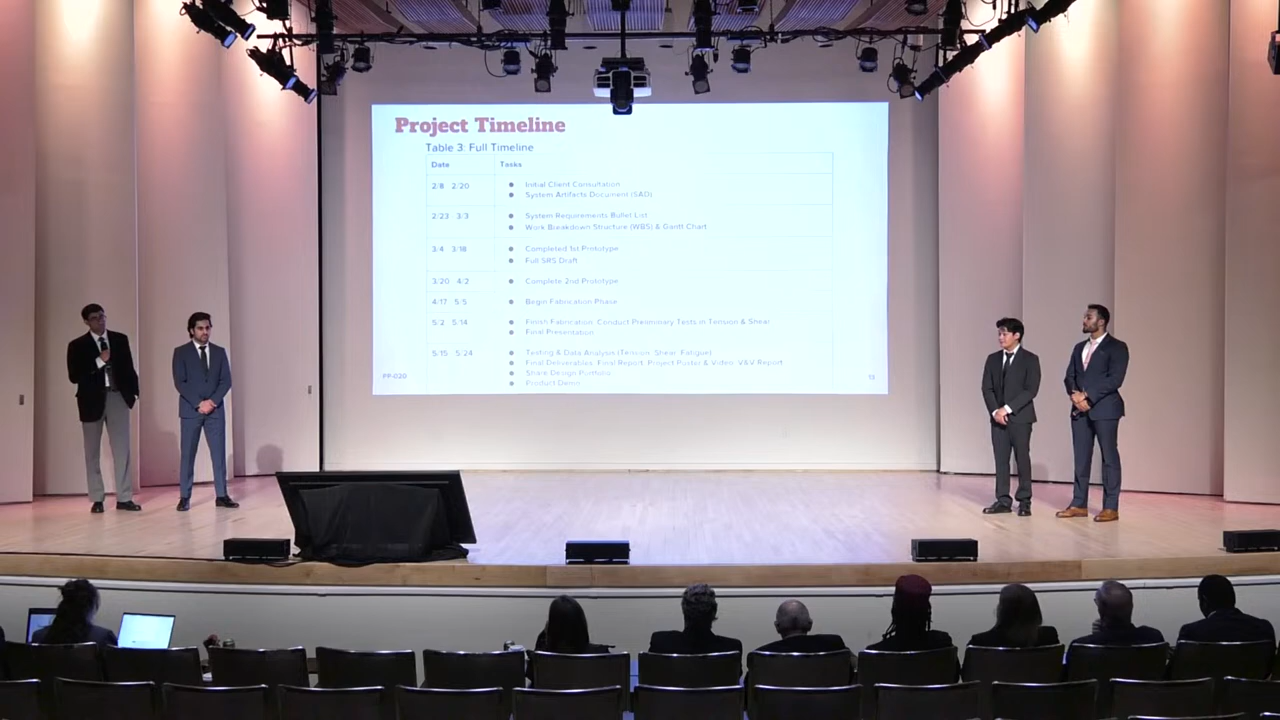 Project Timeline
Table 3: Full Timeline
Date Tasks
2/8 2/20
● Initial Client Consultation
● System Artifacts Document (SAD)
2/23 3/3
● System Requirements Bullet List
● Work Breakdown Structure (WBS) & Gantt Chart
3/4 3/18
● Completed 1st Prototype
● Full SRS Draft
3/20 4/2
● Complete 2nd Prototype
4/17 5/5
● Begin Fabrication Phase
5/2 5/14
● Finish Fabrication Conduct Preliminary Tests in Tension & Shear
● Final Presentation
5/15 5/24
● Testing & Data Analysis (Tension Shear Fatigue)
● Final Deliverables Final Report Project Poster & Video V&V Report
● Share Design Portfolio
● Product Demo
PP-020
13